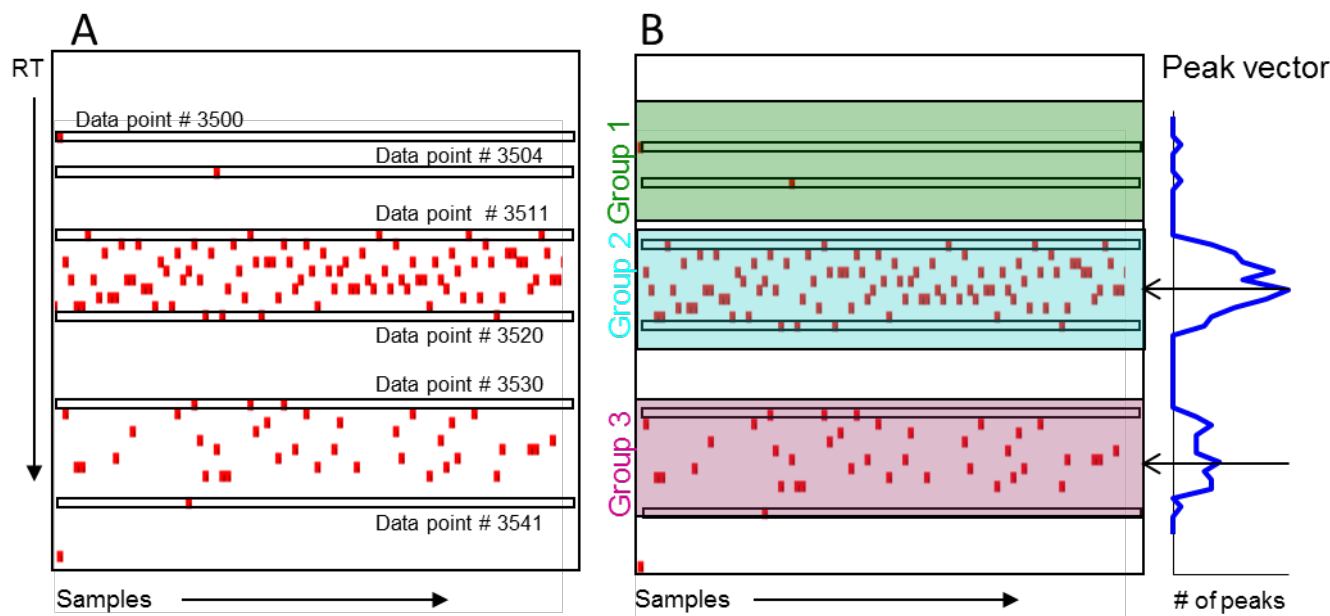 A
RT
Data point # 3500
Data point # 3504
Data point # 3511
Data point # 3520
Data point # 3530
Data point # 3541
Samples
B
Group 1
Group 2
Group 3
Samples
Peak vector
# of peaks